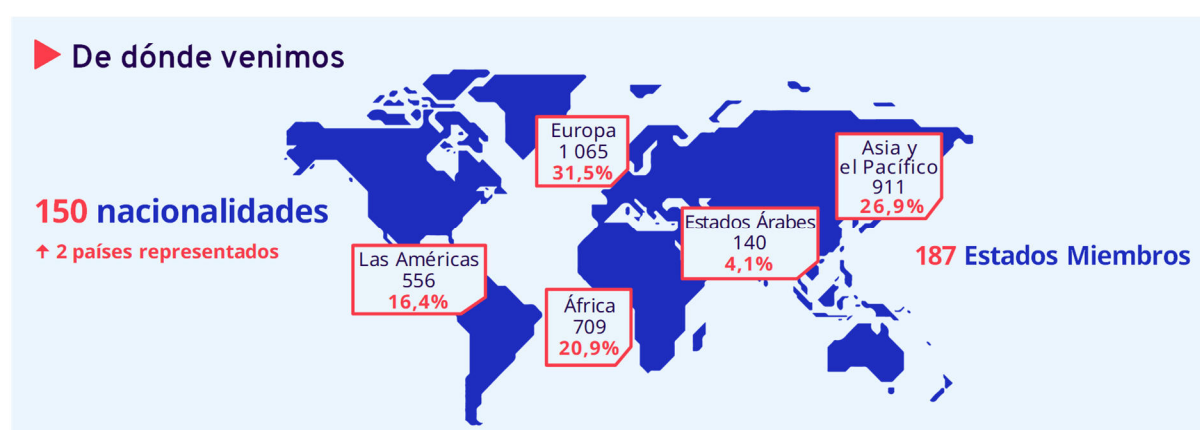 De dónde venimos
Europa
1 065
31,5%
Asia y
el Pacífico
911
26,9%
150 nacionalidades
↑ 2 países representados
Estados Árabes
140
4,1%
187 Estados Miembros
Las Américas
556
16,4%
África
709
20,9%